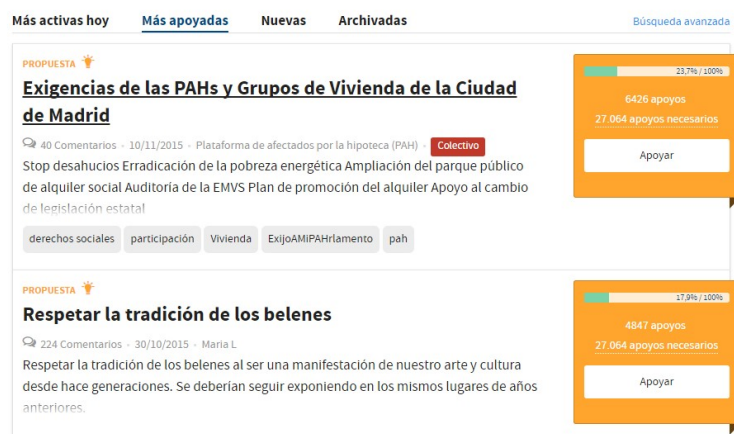 Más activas hoy Más apoyadas Nuevas Archivadas Búsqueda avanzada
PROPUESTA
Exigencias de las PAHs y Grupos de Vivienda de la Ciudad
de Madrid
40 Comentarios · 10/11/2015 · Plataforma de afectados por la hipoteca (PAH) · Colectivo
Stop desahucios Erradicación de la pobreza energética Ampliación del parque público
de alquiler social Auditoría de la EMVS Plan de promoción del alquiler Apoyo al cambio
de legislación estatal
derechos sociales participación Vivienda ExijoAMiPAHrlamento pah
23,7% / 100%
6426 apoyos
27.064 apoyos necesarios
Apoyar
PROPUESTA
Respetar la tradición de los belenes
224 Comentarios · 30/10/2015 · Maria L
Respetar la tradición de los belenes al ser una manifestación de nuestro arte y cultura
desde hace generaciones. Se deberían seguir exponiendo en los mismos lugares de años
anteriores.
17,9% / 100%
4847 apoyos
27.064 apoyos necesarios
Apoyar